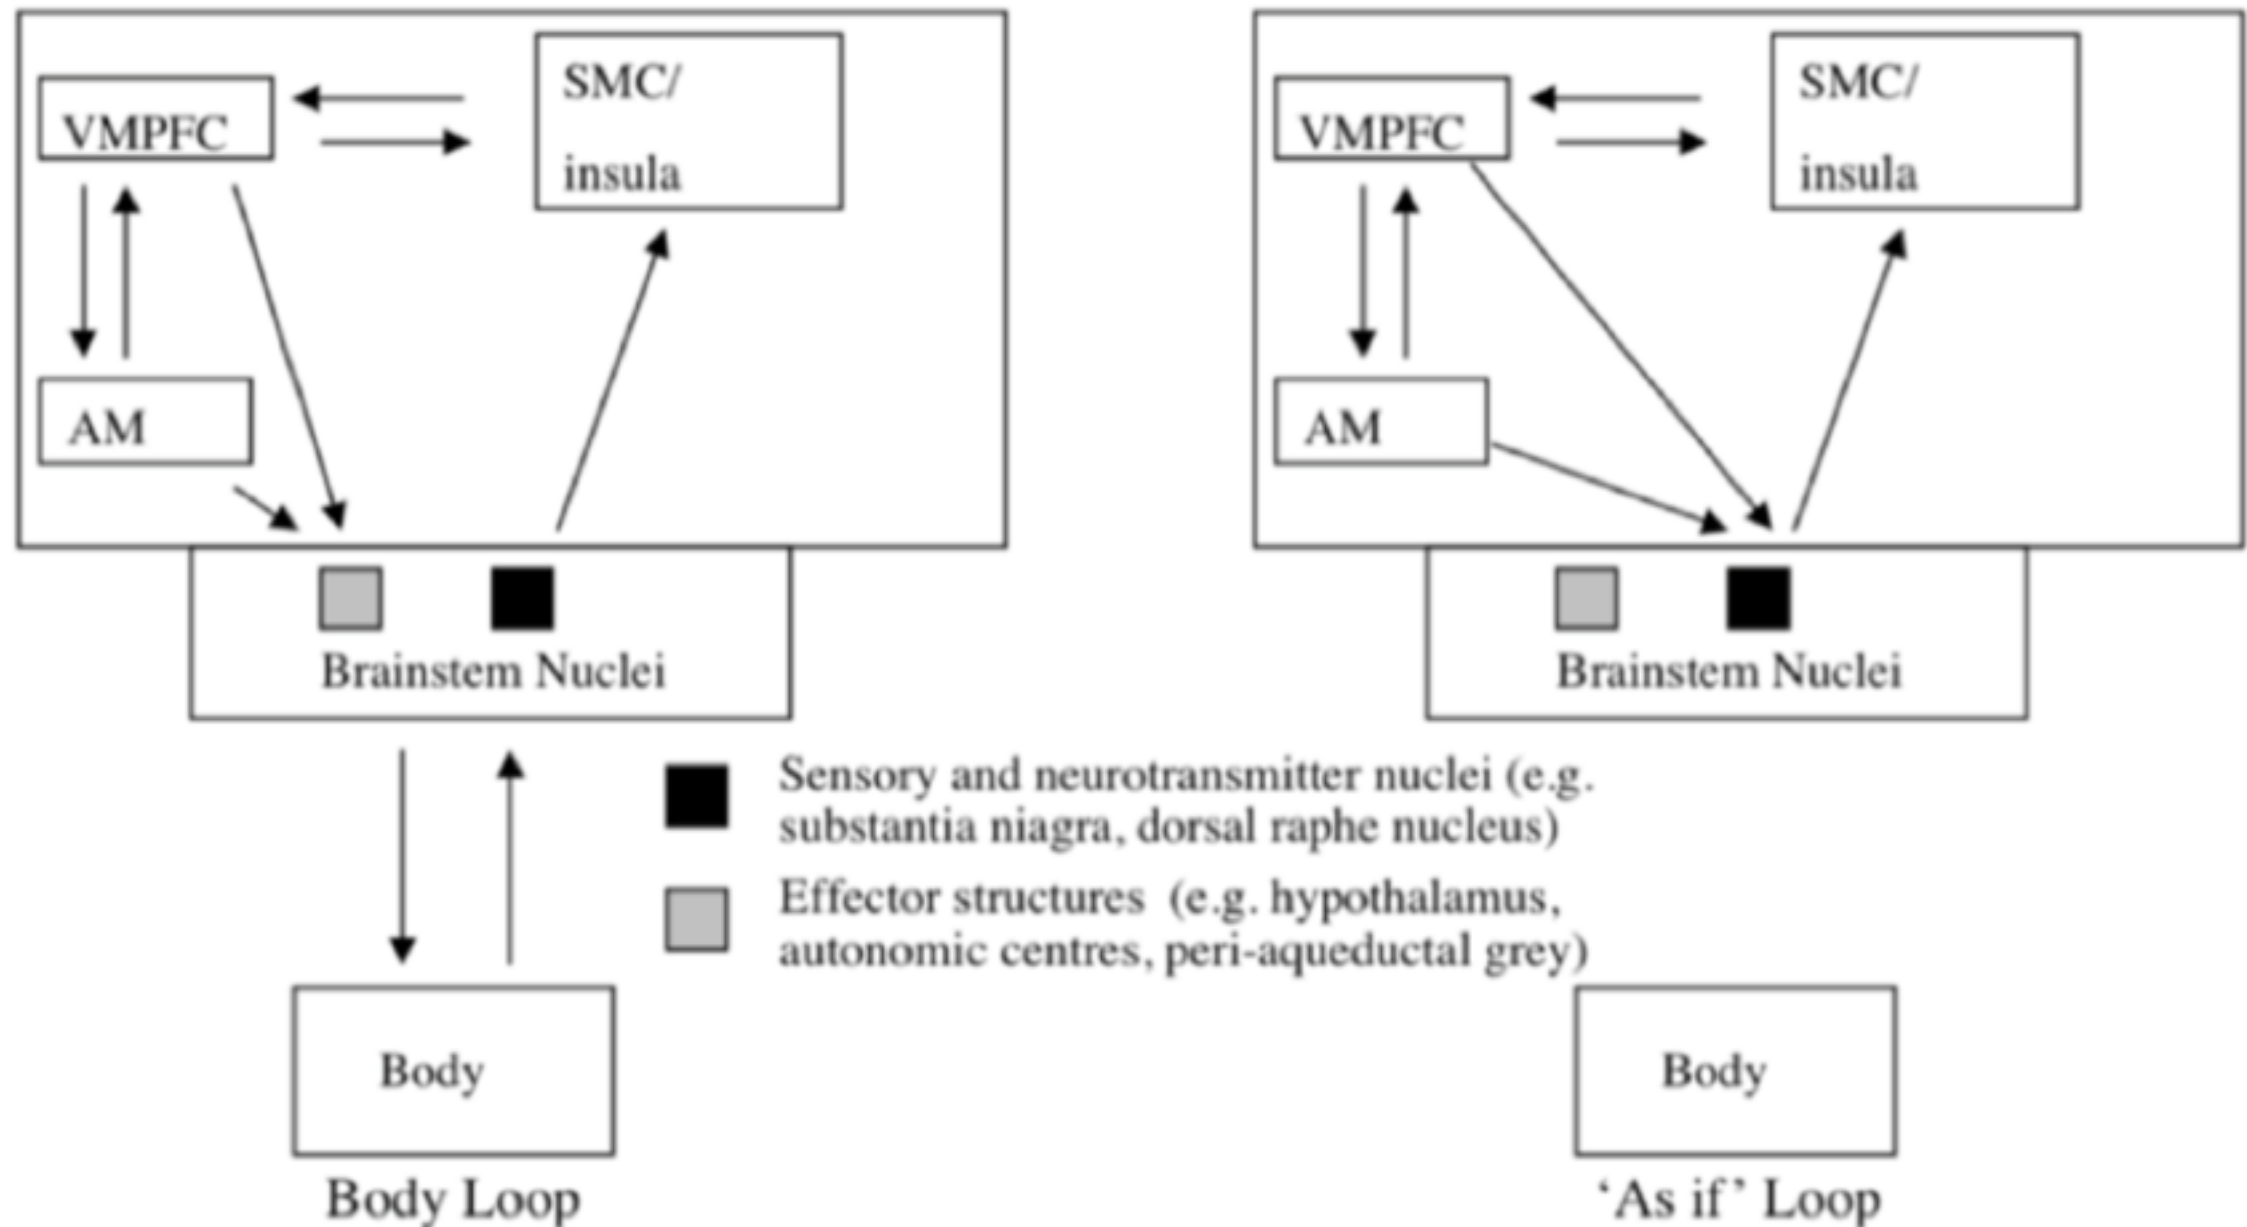 VMPFC
SMC/
insula
AM
Brainstem Nuclei
Body
Body Loop
VMPFC
SMC/
insula
AM
Brainstem Nuclei
Sensory and neurotransmitter nuclei (e.g.
substantia niagra, dorsal raphe nucleus)
Effector structures (e.g. hypothalamus,
autonomic centres, peri-aqueductal grey)
Body
‘As if’ Loop